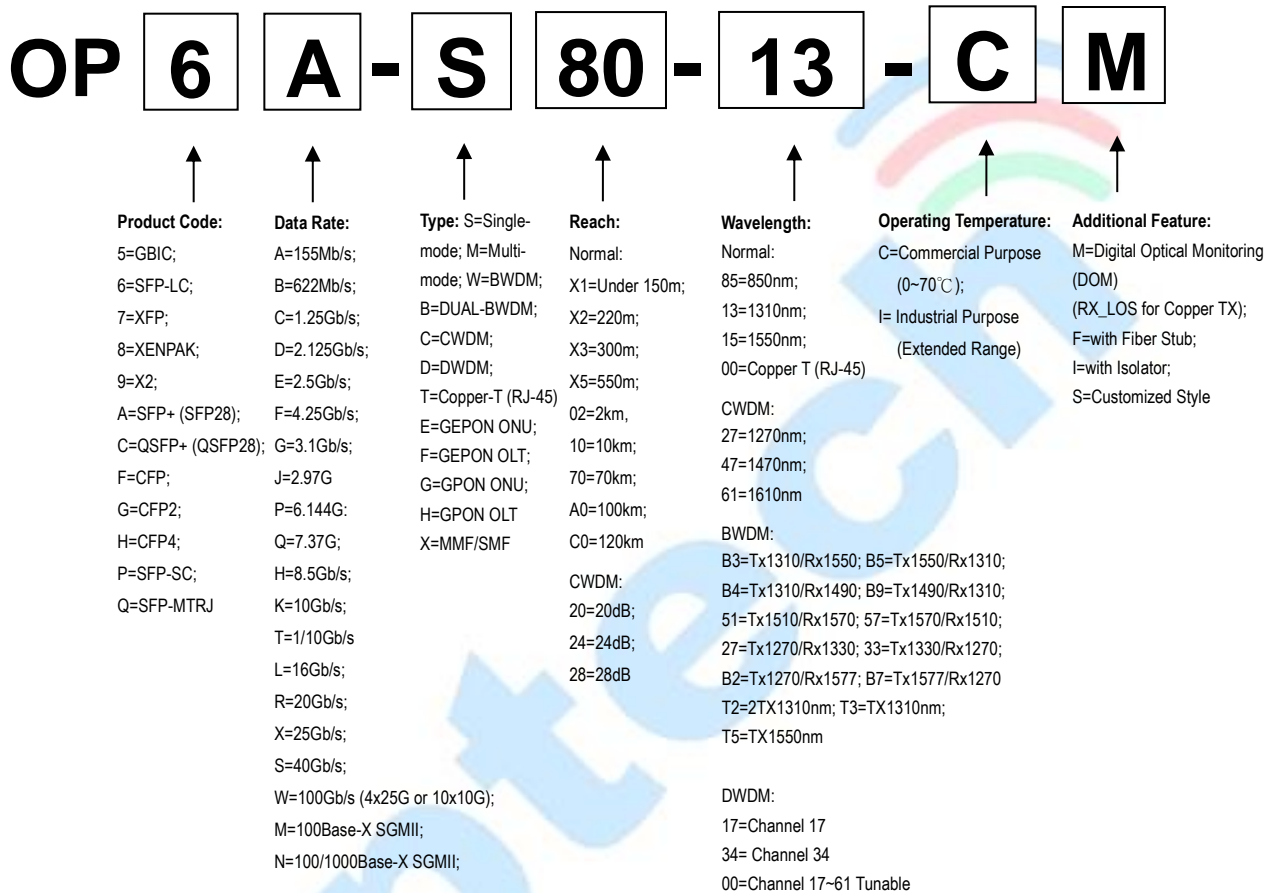 OP 6 A - S 80 - 13 - C M
Product Code:
5=GBIC;
6=SFP-LC;
7=XFP;
8=XENPAK;
9=X2;
A=SFP+ (SFP28);
C=QSFP+ (QSFP28);
F=CFP;
G=CFP2;
H=CFP4;
P=SFP-SC;
Q=SFP-MTRJ
Data Rate:
A=155Mb/s;
B=622Mb/s;
C=1.25Gb/s;
D=2.125Gb/s;
E=2.5Gb/s;
F=4.25Gb/s;
G=3.1Gb/s;
J=2.97G
P=6.144G:
Q=7.37G;
H=8.5Gb/s;
K=10Gb/s;
T=1/10Gb/s
L=16Gb/s;
R=20Gb/s;
X=25Gb/s;
S=40Gb/s;
W=100Gb/s (4x25G or 10x10G);
M=100Base-X SGMII;
N=100/1000Base-X SGMII;
Type: S=Single-
mode; M=Multi-
mode; W=BWDM;
B=DUAL-BWDM;
C=CWDM;
D=DWDM;
T=Copper-T (RJ-45)
E=GEPON ONU;
F=GEPON OLT;
G=GPON ONU;
H=GPON OLT
X=MMF/SMF
Reach:
Normal:
X1=Under 150m;
X2=220m;
X3=300m;
X5=550m;
02=2km,
10=10km;
70=70km;
A0=100km;
C0=120km
CWDM:
20=20dB;
24=24dB;
28=28dB
Wavelength:
Normal:
85=850nm;
13=1310nm;
15=1550nm;
00=Copper T (RJ-45)
CWDM:
27=1270nm;
47=1470nm;
61=1610nm
BWDM:
B3=Tx1310/Rx1550; B5=Tx1550/Rx1310;
B4=Tx1310/Rx1490; B9=Tx1490/Rx1310;
51=Tx1510/Rx1570; 57=Tx1570/Rx1510;
27=Tx1270/Rx1330; 33=Tx1330/Rx1270;
B2=Tx1270/Rx1577; B7=Tx1577/Rx1270
T2=2TX1310nm; T3=TX1310nm;
T5=TX1550nm
DWDM:
17=Channel 17
34= Channel 34
00=Channel 17~61 Tunable
Operating Temperature:
C=Commercial Purpose
(0~70℃);
I= Industrial Purpose
(Extended Range)
Additional Feature:
M=Digital Optical Monitoring
(DOM)
(RX_LOS for Copper TX);
F=with Fiber Stub;
I=with Isolator;
S=Customized Style